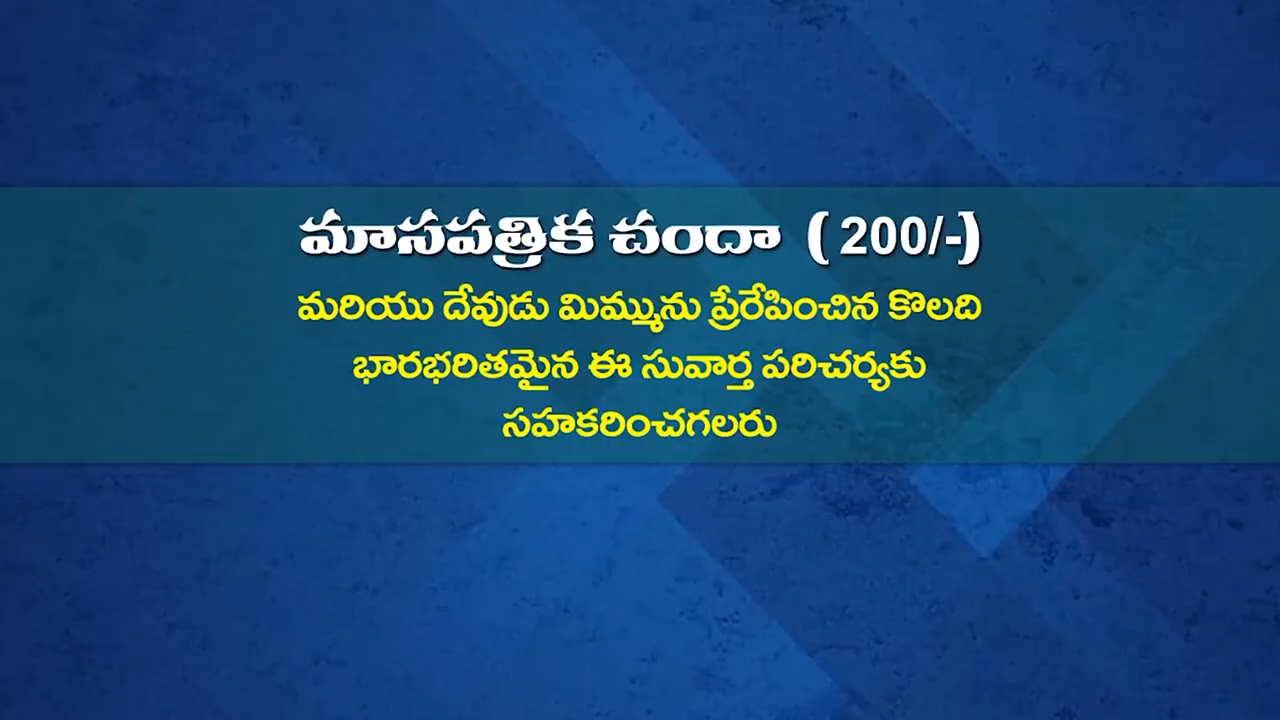 మాసపత్రిక చందా ( 200/-)
మరియు దేవుడు మిమ్మును ప్రేరేపించిన కొలది
భారభరితమైన ఈ సువార్త పరిచర్యకు
సహకరించగలరు